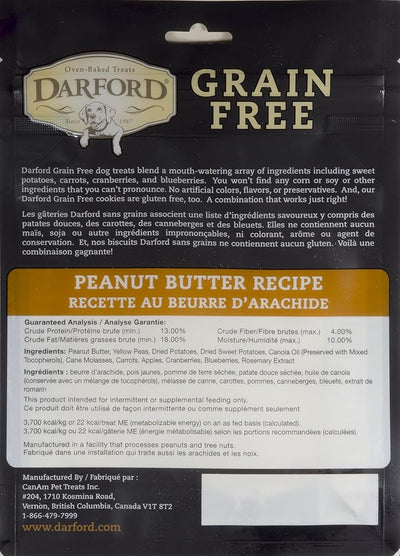 Oven-Baked Treats
DARFORD
Since 1987
GRAIN
FREE
Darford Grain Free dog treats blend a mouth-watering array of ingredients including sweet
potatoes, carrots, cranberries, and blueberries. You won't find any corn or soy or other
ingredients that you can't pronounce. No artificial colors, flavors, or preservatives. And, our
Darford Grain Free cookies are gluten free, too. A combination that works just right!
Les gâteries Darford sans grains associent une liste d'ingrédients savoureux y compris des
patates douces, des carottes, des canneberges et des bleuets. Elles ne contiennent aucun
maïs, soja ou autre ingrédients imprononçables, ni colorant, arôme ou agent de
conservation. Et, nos biscuits Darford sans grains ne contiennent aucun gluten. Voilà une
combinaison gagnante!
PEANUT BUTTER RECIPE
RECETTE AU BEURRE D'ARACHIDE
Guaranteed Analysis / Analyse Garantie:
Crude Protein/Protéine brute (min.) 13.00% Crude Fiber/Fibre brutes (max.) 4.00%
Crude Fat/Matières grasses brute (min.) 18.00% Moisture/Humidité (max.) 10.00%
Ingredients: Peanut Butter, Yellow Peas, Dried Potatoes, Dried Sweet Potatoes, Canola Oil (Preserved with Mixed
Tocopherols), Cane Molasses, Carrots, Apples, Cranberries, Blueberries, Rosemary Extract
Ingrédients : beurre d'arachide, pois jaunes, pomme de terre séchée, patate douce séchée, huile de canola
(conservée avec un mélange de tocophérols), mélasse de canne, carottes, pommes, canneberges, bleuets, extrait de
romarin
This product intended for intermittent or supplemental feeding only.
Ce produit doit être utilisé de façon intermittente ou comme supplément seulement
3,700 kcal/kg or 22 kcal/treat ME (metabolizable energy) on an as fed basis (calculated).
3,700 kcal/kg ou 22 kcal/gâterie ME (énergie métabolisable) selon les portions recommandées (calculées).
Manufactured in a facility that processes peanuts and tree nuts.
Fabriqué dans une installation qui traite aussi les arachides et les noix.
Manufactured By / Fabriqué par :
CanAm Pet Treats Inc.
#204, 1710 Kosmina Road,
Vernon, British Columbia, Canada V1T 8T2
1-866-479-7999
www.darford.com